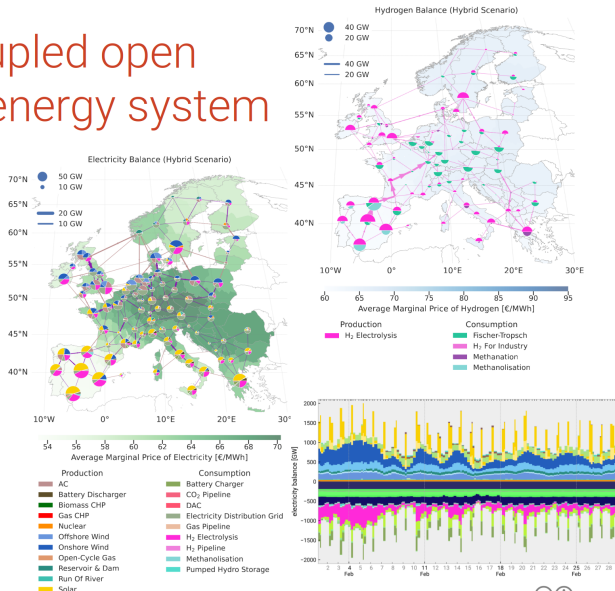 upled open
energy system
Electricity Balance (Hybrid Scenario)
50 GW
10 GW
20 GW
10 GW
70°N
65°N
60°N
55°N
50°N
45°N
40°N
10°W
0°
10°E
20°E
30°
54 56 58 60 62 64 66 68 70
Average Marginal Price of Electricity [€/MWh]
Production
AC
Battery Discharger
Biomass CHP
Gas CHP
Nuclear
Offshore Wind
Onshore Wind
Open-Cycle Gas
Reservoir & Dam
Run Of River
Solar
Consumption
Battery Charger
CO₂ Pipeline
DAC
Electricity Distribution Grid
Gas Pipeline
H₂ Electrolysis
H₂ Pipeline
Methanolisation
Pumped Hydro Storage
Hydrogen Balance (Hybrid Scenario)
40 GW
20 GW
40 GW
20 GW
70°N
65°N
60°N
55°N
50°N
45°N
40°N
10°W
0°
10°E
20°E
30°E
60 65 70 75 80 85 90 95
Average Marginal Price of Hydrogen [€/MWh]
Production
H₂ Electrolysis
Consumption
Fischer-Tropsch
H₂ For Industry
Methanation
Methanolisation
electricity balance [GW]
2000
1500
1000
500
0
-500
-1000
-1500
-2000
2 3 4 5 6 7 8 9 10 11 12 13 14 15 16 17 18 19 20 21 22 23 24 25 26 27 28
Feb Feb Feb Feb